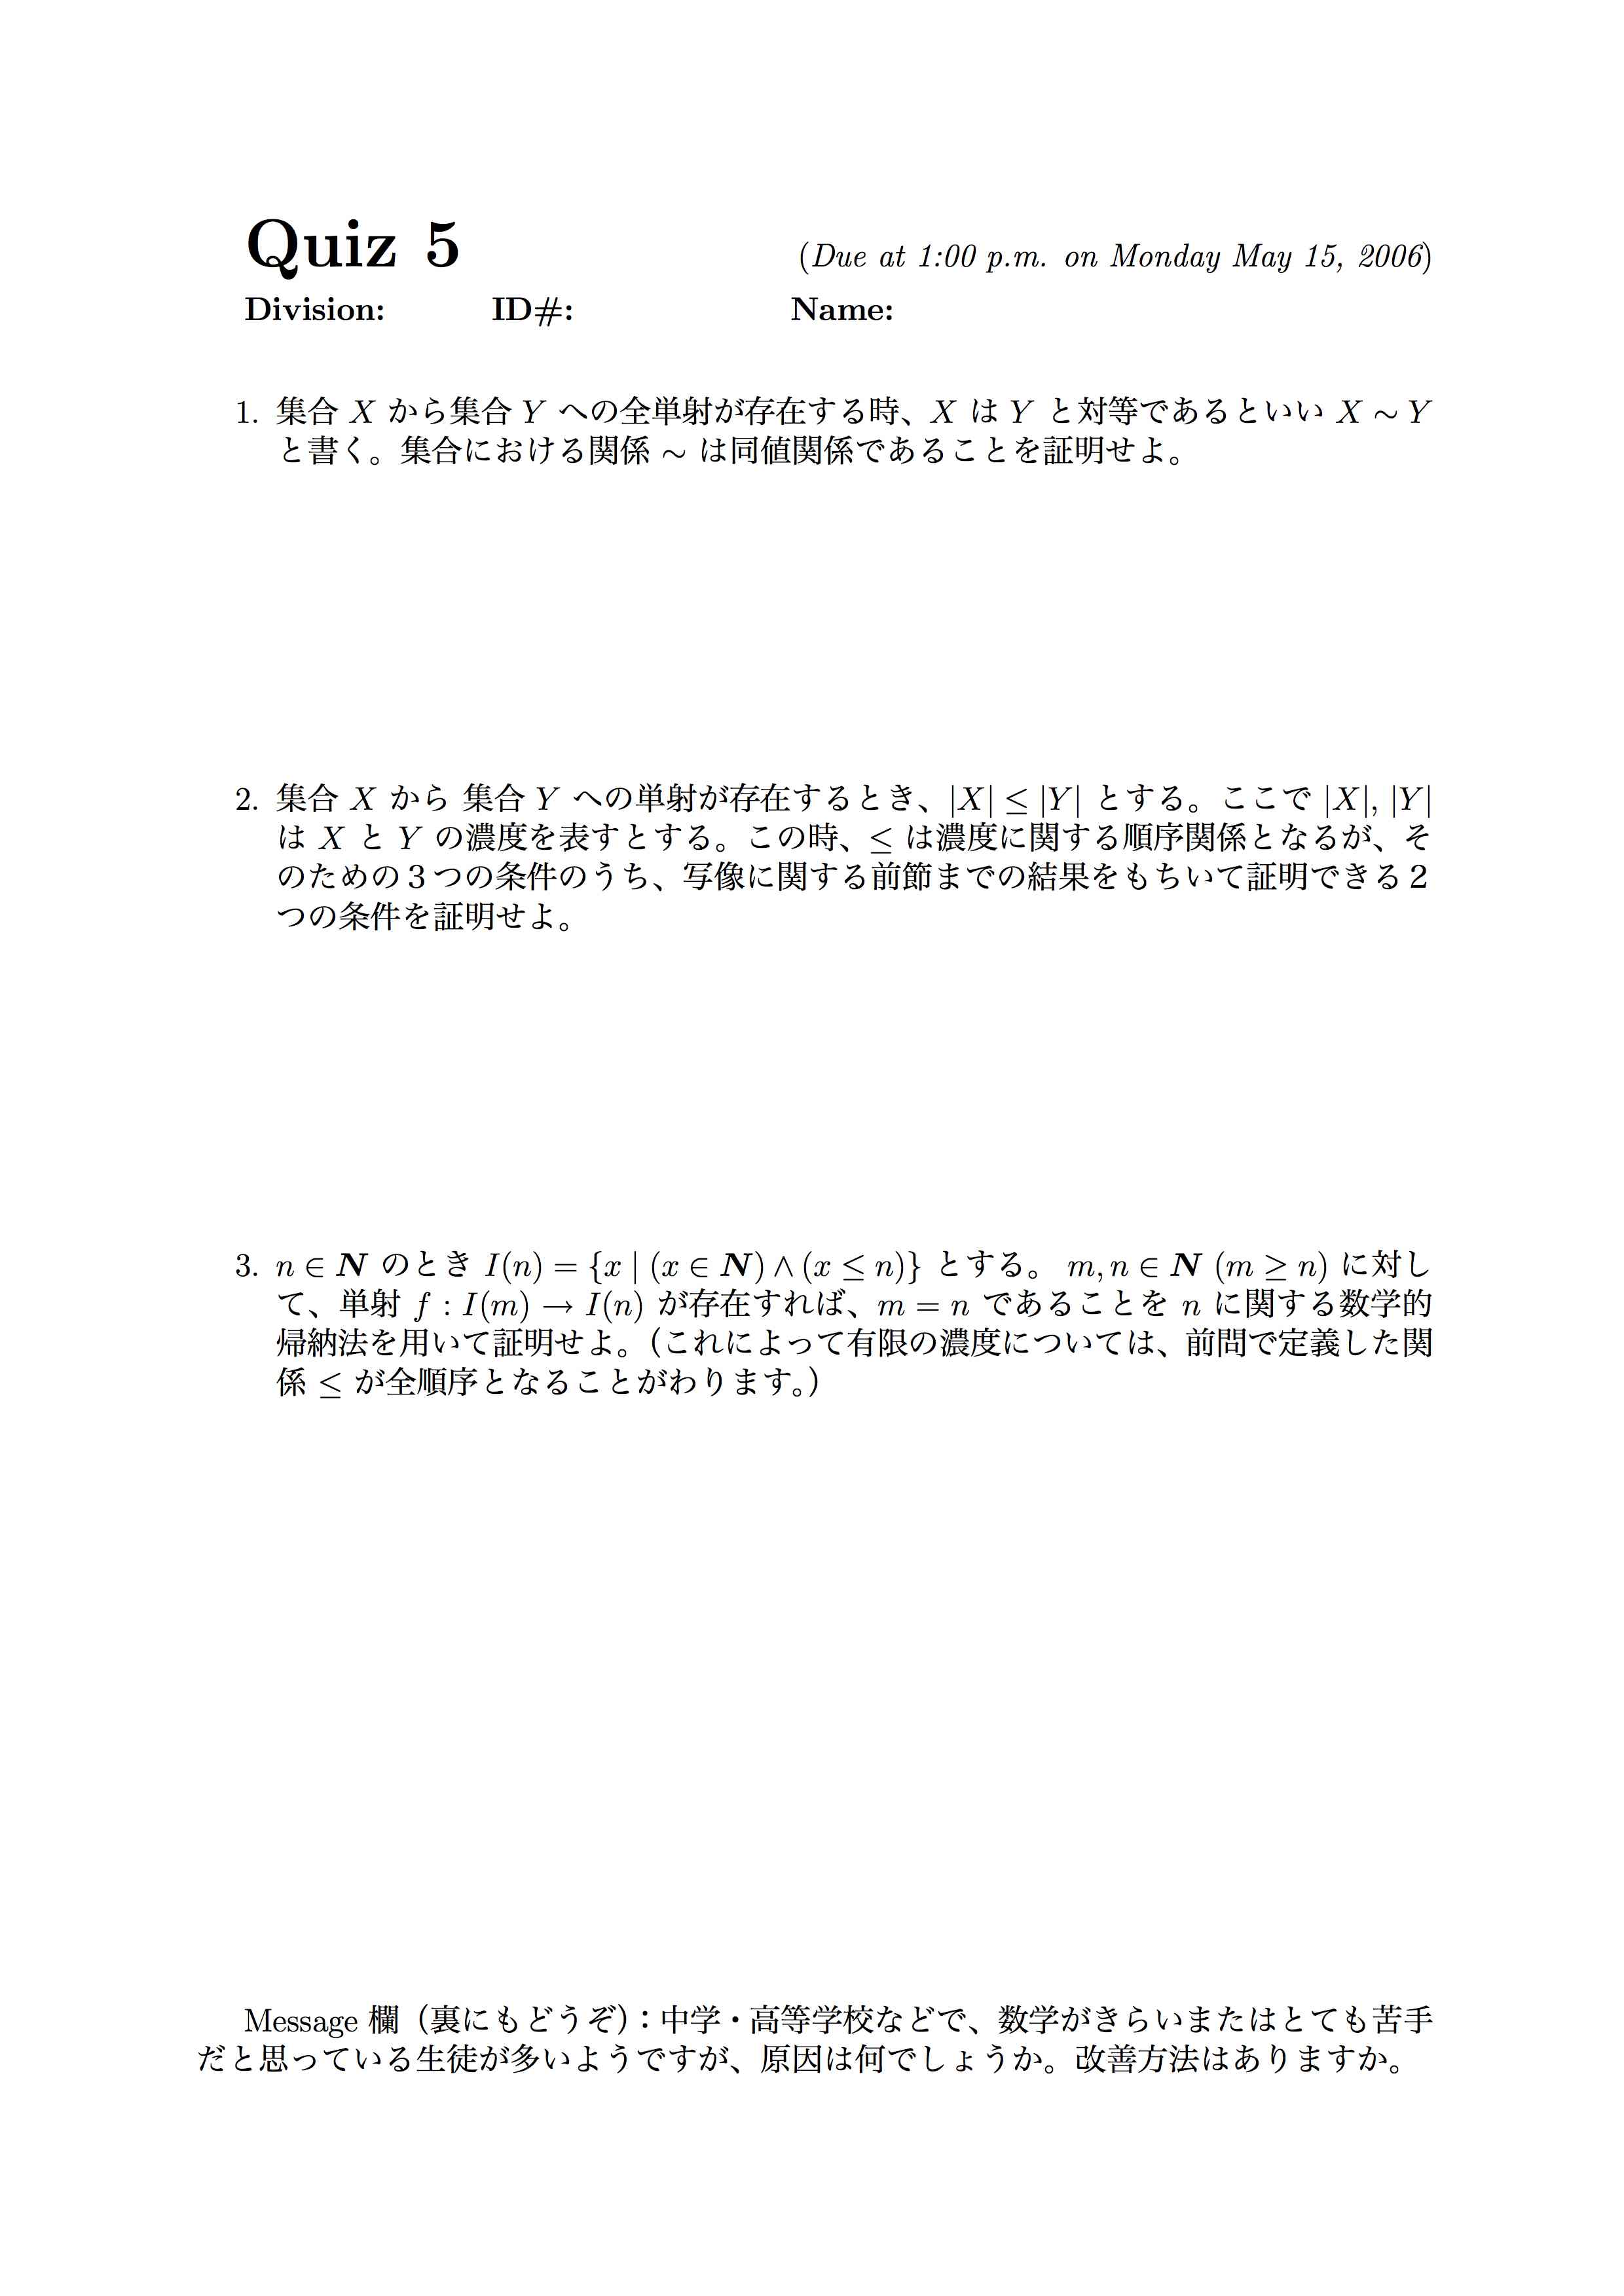 Quiz 5 (Due at 1:00 p.m. on Monday May 15, 2006)
Division: ID#: Name:
1. 集合 X から集合 Y への全単射が存在する時、X は Y と対等であるといい X ∼ Y
と書く。集合における関係 ∼ は同値関係であることを証明せよ。
2. 集合 X から 集合 Y への単射が存在するとき、|X| ≤ |Y| とする。ここで |X|, |Y|
は X と Y の濃度を表すとする。この時、≤ は濃度に関する順序関係となるが、そ
のための3つの条件のうち、写像に関する前節までの結果をもちいて証明できる2
つの条件を証明せよ。
3. n ∈ N のとき I(n) = {x | (x ∈ N) ∧ (x ≤ n)} とする。 m, n ∈ N (m ≥ n) に対し
て、単射 f : I(m) → I(n) が存在すれば、m = n であることを n に関する数学的
帰納法を用いて証明せよ。（これによって有限の濃度については、前問で定義した関
係 ≤ が全順序となることがわります。）
Message 欄（裏にもどうぞ）：中学・高等学校などで、数学がきらいまたはとても苦手
だと思っている生徒が多いようですが、原因は何でしょうか。改善方法はありますか。